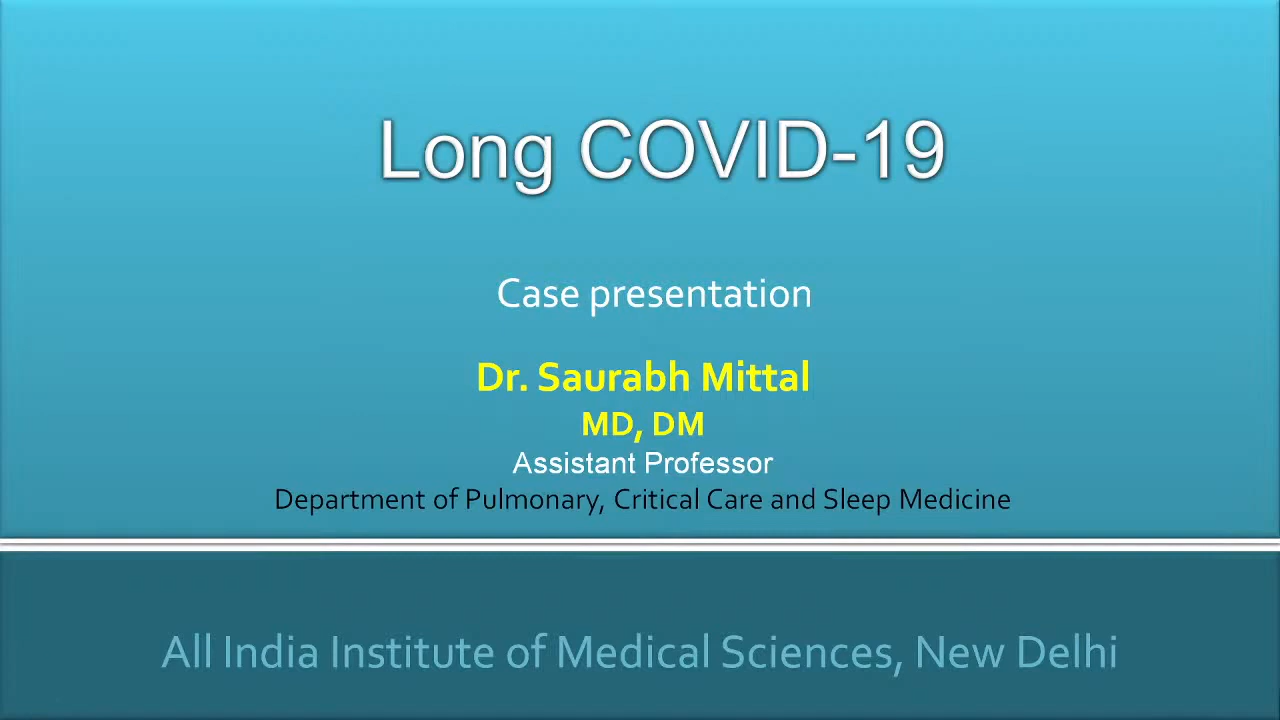 Long COVID-19
Case presentation
Dr. Saurabh Mittal
MD, DM
Assistant Professor
Department of Pulmonary, Critical Care and Sleep Medicine
All India Institute of Medical Sciences, New Delhi